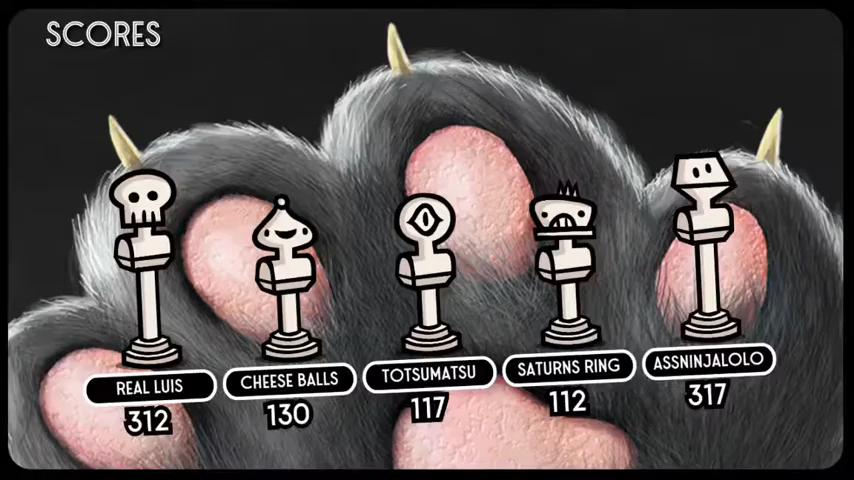 SCORES
REAL LUIS
312
CHEESE BALLS
130
TOTSUMATSU
117
SATURNS RING
112
ASSNINJALOLO
317